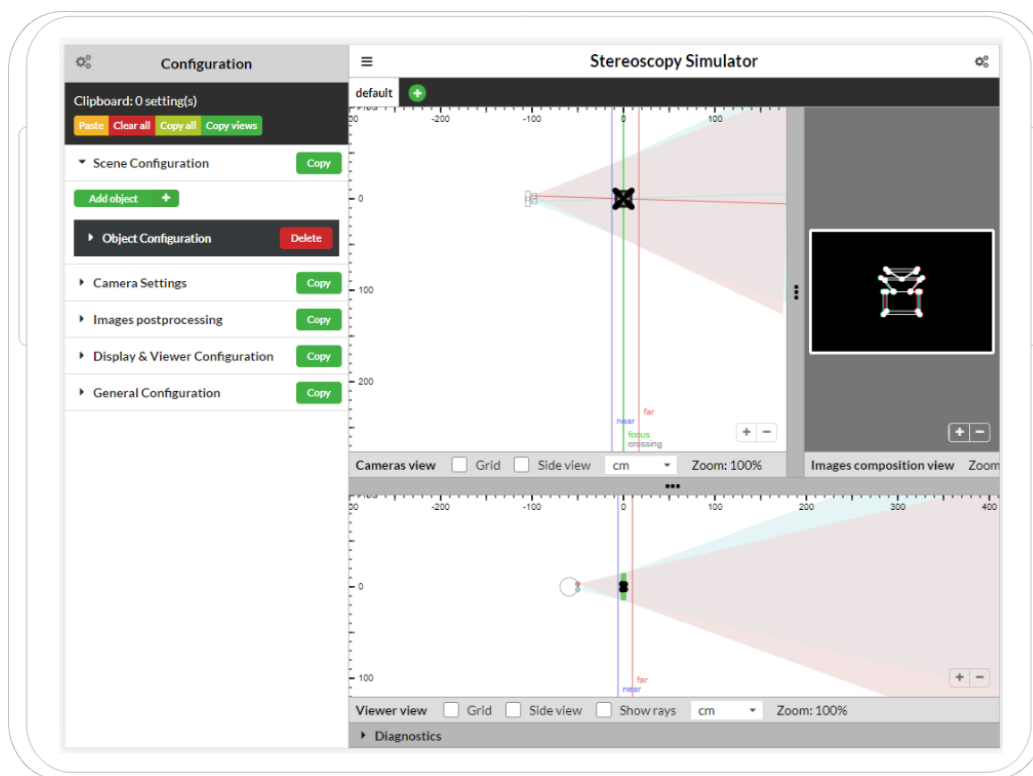 Configuration
Clipboard: 0 setting(s)
Paste Clear all Copy all Copy views
Scene Configuration Copy
Add object +
Object Configuration Delete
Camera Settings Copy
Images postprocessing Copy
Display & Viewer Configuration Copy
General Configuration Copy
Stereoscopy Simulator
default
-200 -100 0 100
0
100
200
near
far
focus
crossing
+ −
Cameras view Grid Side view cm Zoom: 100%
+ −
Images composition view Zoom
-200 -100 0 100 200 300 400
0
100
far
near
+ −
Viewer view Grid Side view Show rays cm Zoom: 100%
Diagnostics